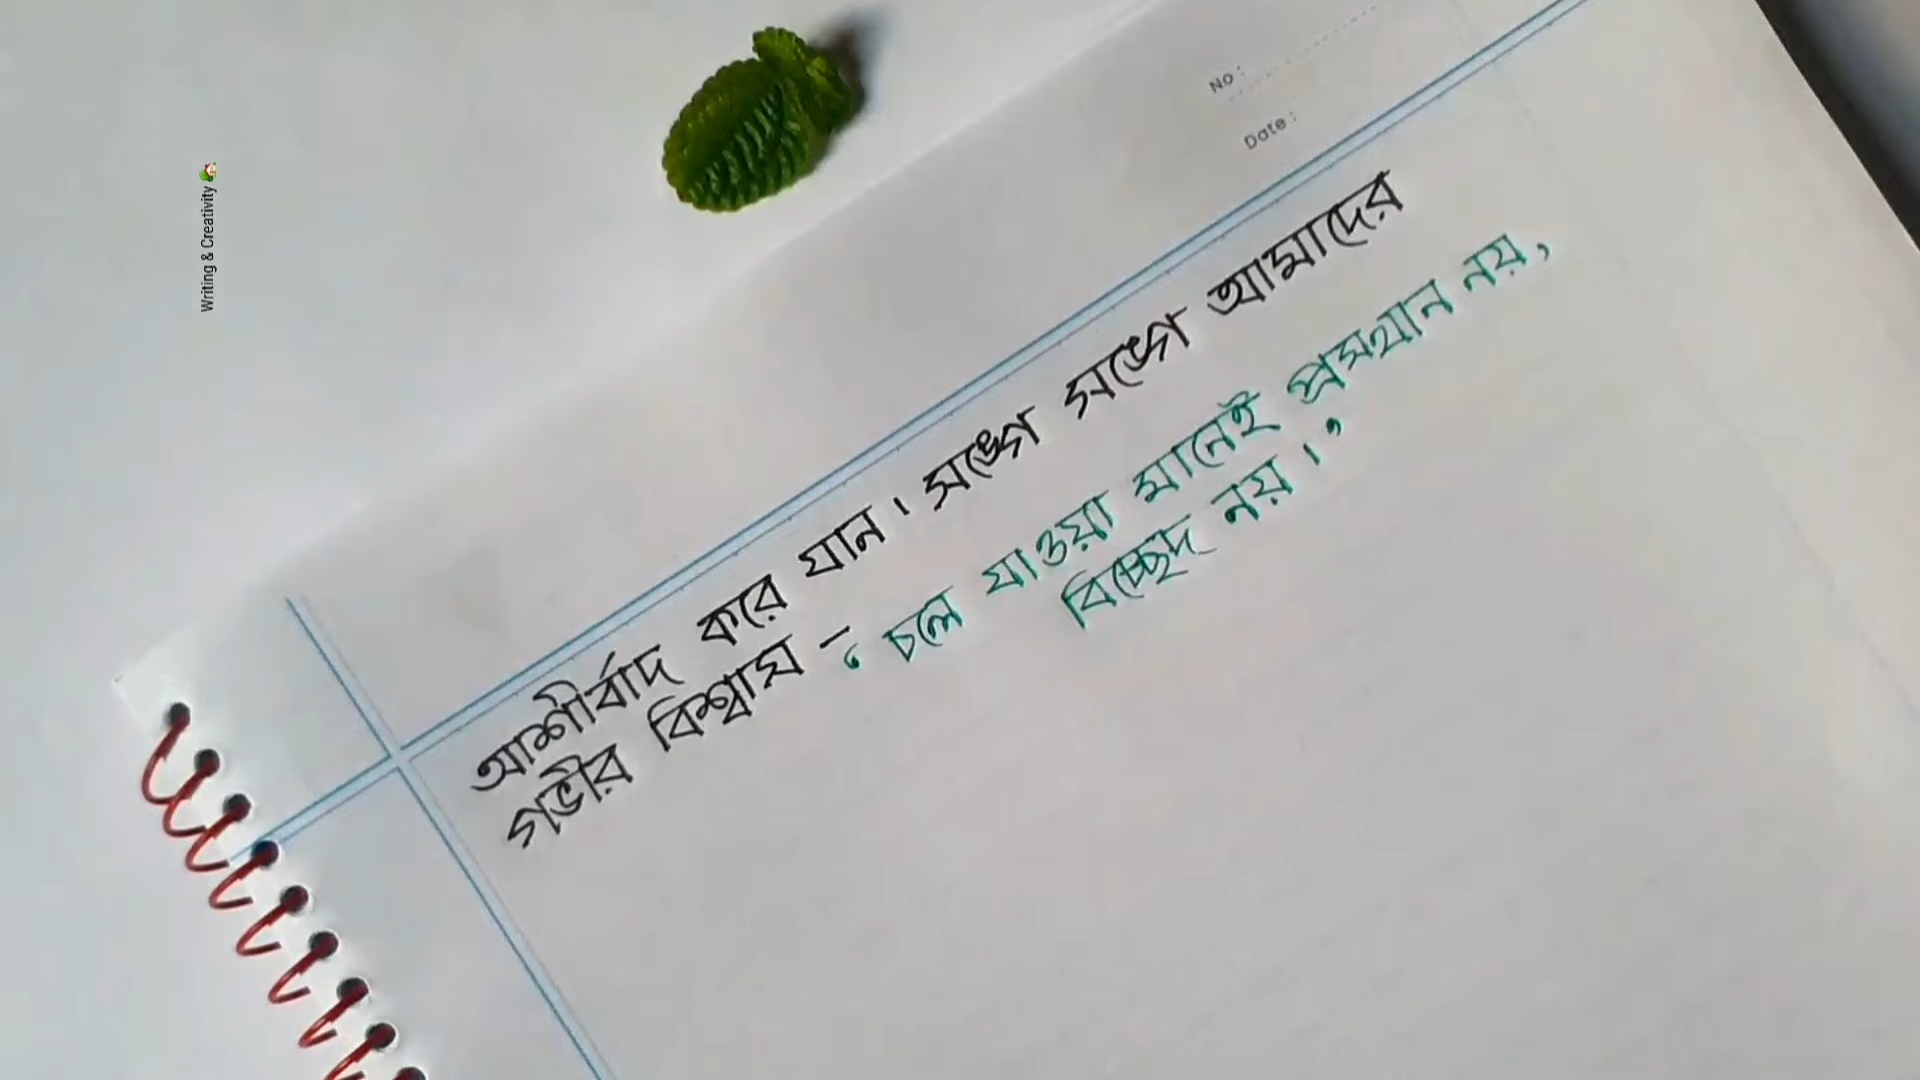 Writing & Creativity
No :
Date :
আশীর্বাদ করে যান। সঙ্গে সঙ্গে আমাদের
গভীর বিশ্বাস - ‘চলে যাওয়া মানেই প্রস্থান নয়,
বিচ্ছেদ নয়।’